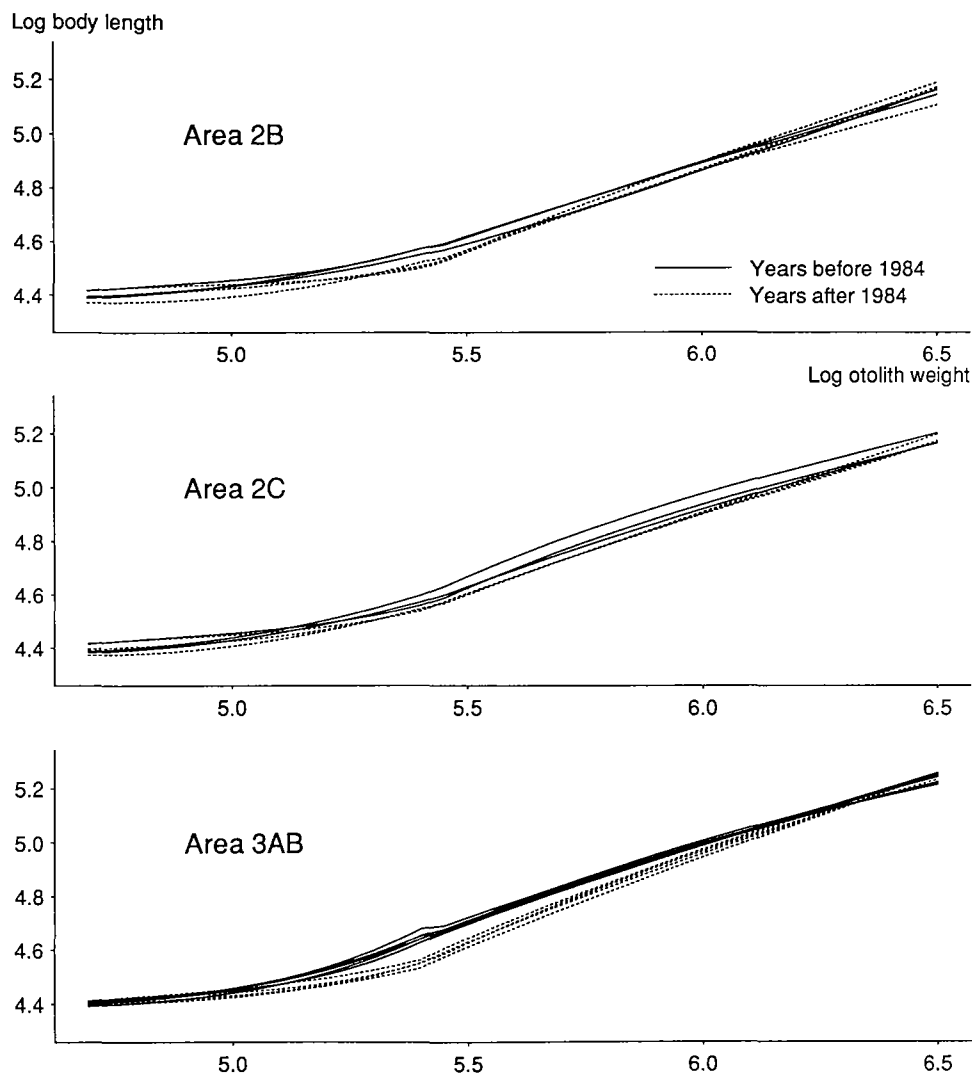 Log body length
5.2
5.0
Area 2B
4.8
4.6
Years before 1984
4.4
Years after 1984
5.0 5.5 6.0 6.5
Log otolith weight
5.2
5.0
Area 2C
4.8
4.6
4.4
5.0 5.5 6.0 6.5
5.2
5.0
Area 3AB
4.8
4.6
4.4
5.0 5.5 6.0 6.5